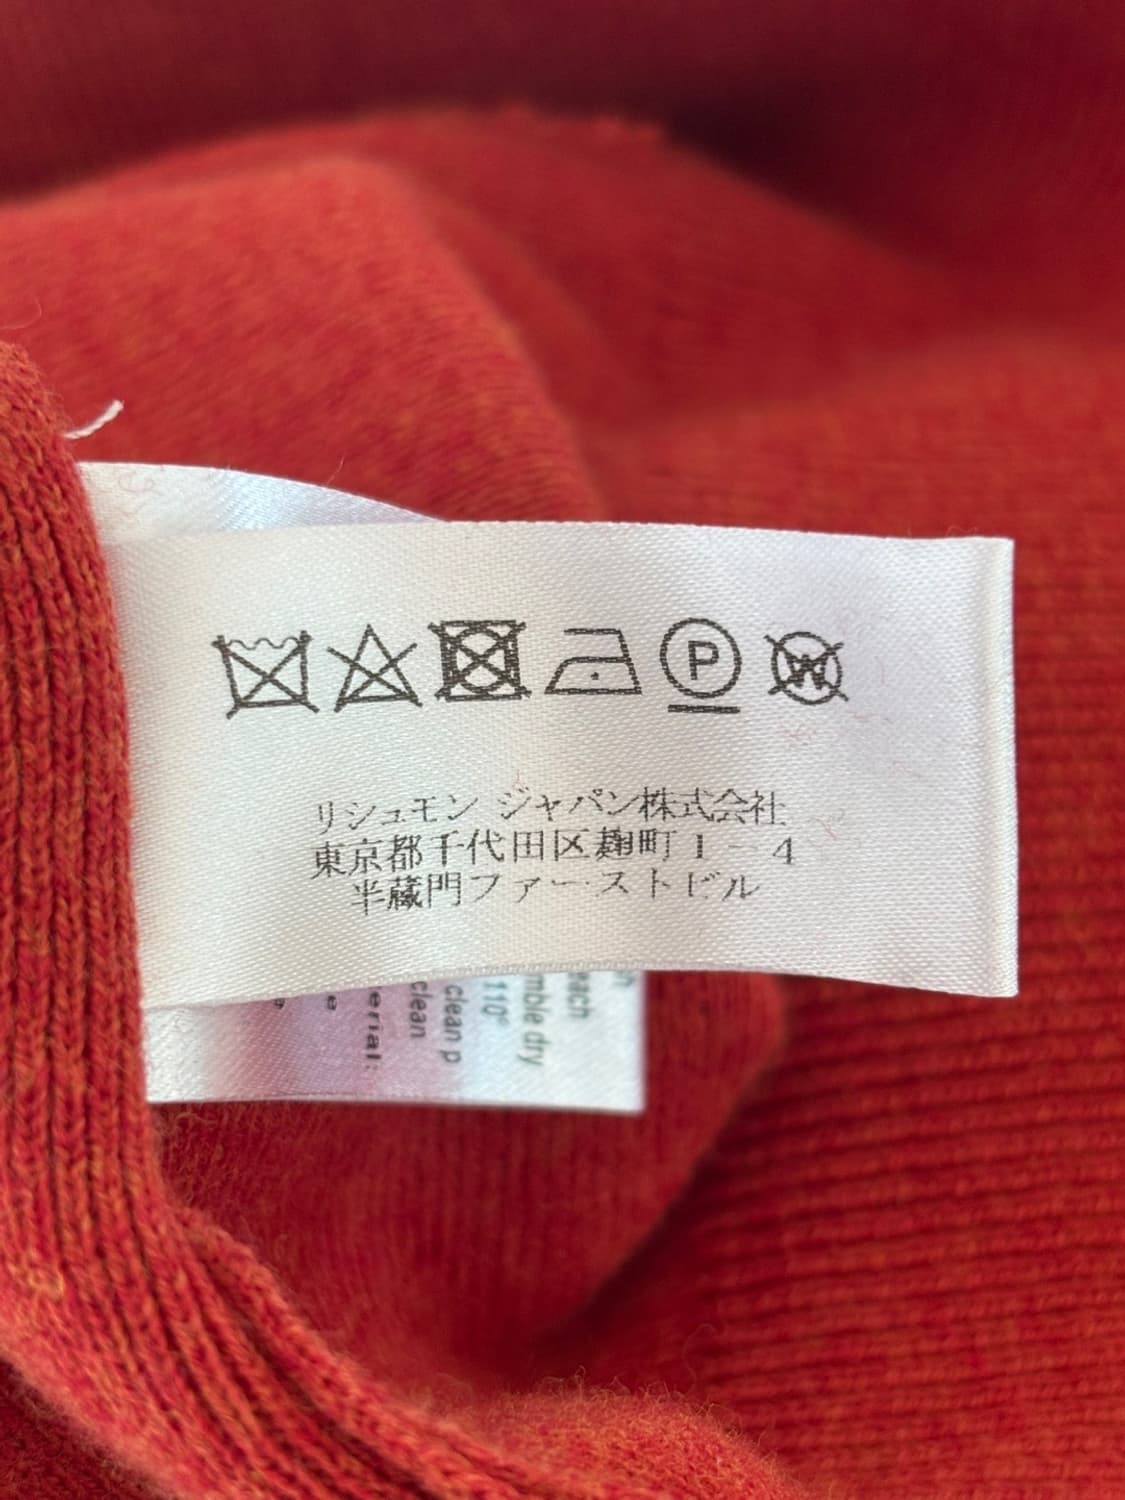 P
W
リシュモン ジャパン株式会社
東京都千代田区麹町1-4
半蔵門ファーストビル
each
mble dry
110°
clean p
clean
erial:
e